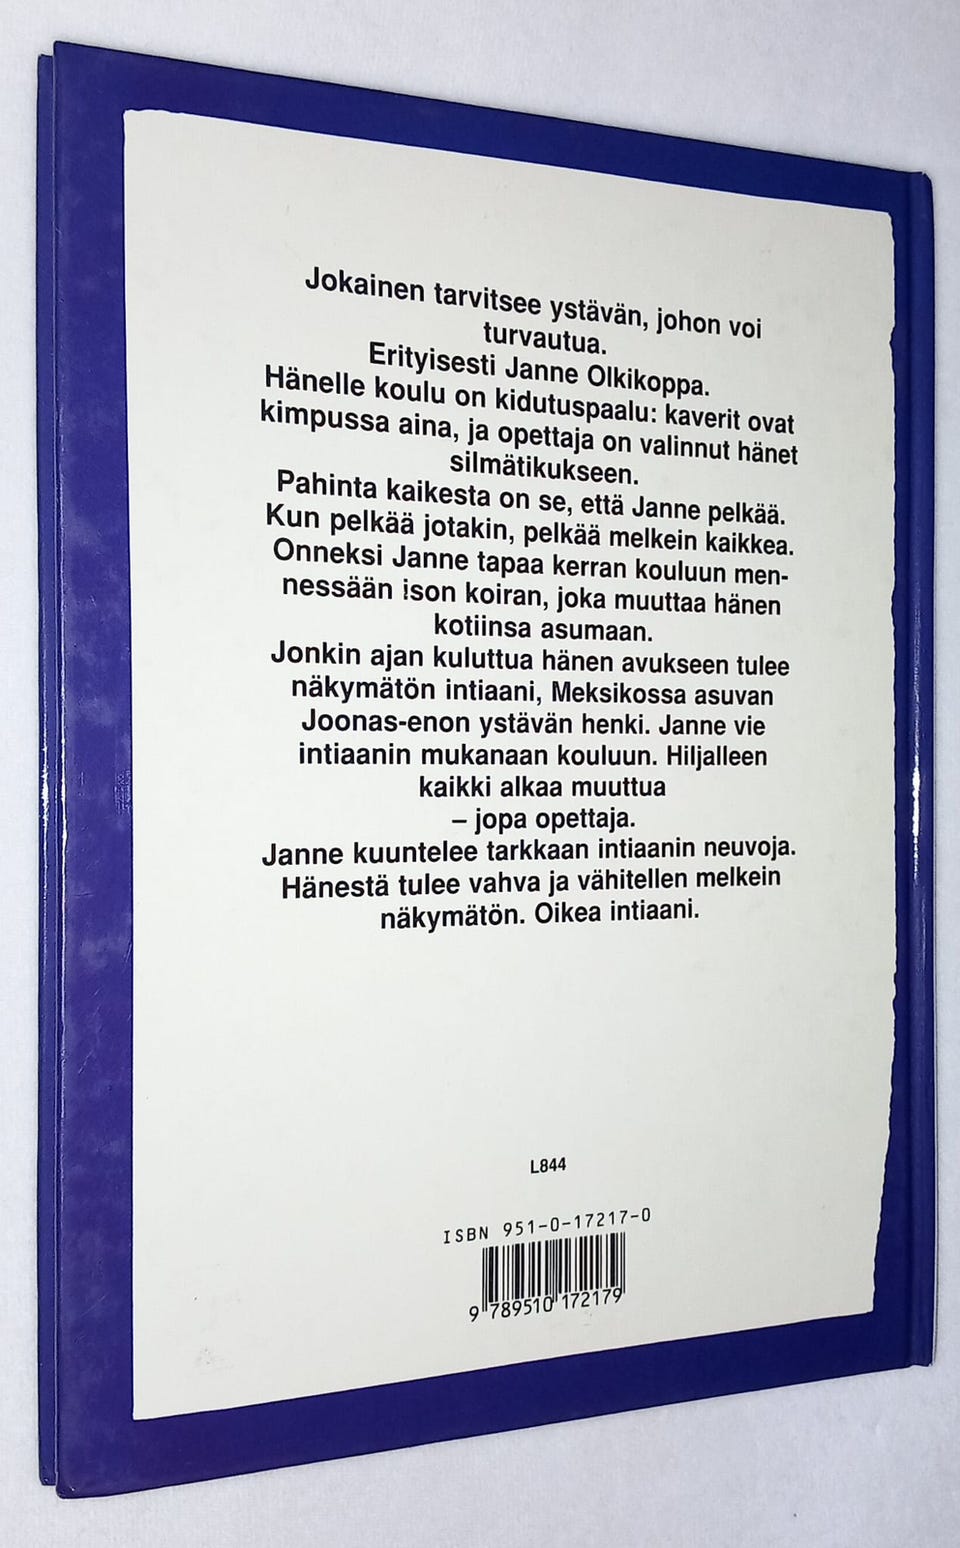 Jokainen tarvitsee ystävän, johon voi
turvautua.
Erityisesti Janne Olkikoppa.
Hänelle koulu on kidutuspaalu: kaverit ovat
kimpussa aina, ja opettaja on valinnut hänet
silmätikukseen.
Pahinta kaikesta on se, että Janne pelkää.
Kun pelkää jotakin, pelkää melkein kaikkea.
Onneksi Janne tapaa kerran kouluun men-
nessään ison koiran, joka muuttaa hänen
kotiinsa asumaan.
Jonkin ajan kuluttua hänen avukseen tulee
näkymätön intiaani, Meksikossa asuvan
Joonas-enon ystävän henki. Janne vie
intiaanin mukanaan kouluun. Hiljalleen
kaikki alkaa muuttua
– jopa opettaja.
Janne kuuntelee tarkkaan intiaanin neuvoja.
Hänestä tulee vahva ja vähitellen melkein
näkymätön. Oikea intiaani.
L844
ISBN 951-0-17217-0
9 789510 172179